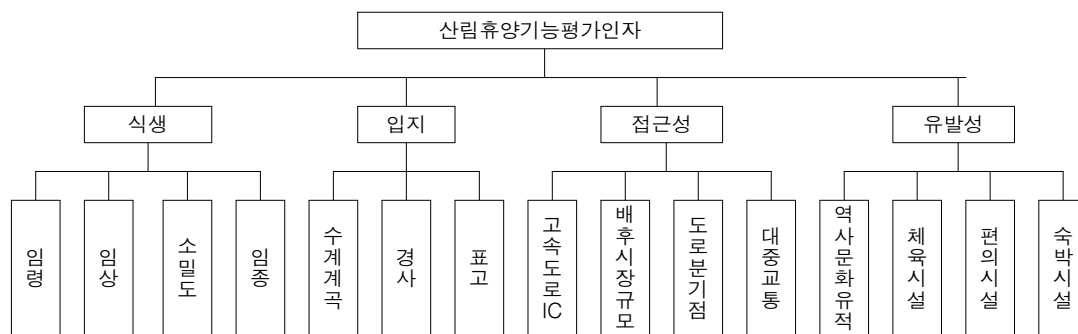 산림휴양기능평가인자
식생
입지
접근성
유발성
임령
임상
소밀도
임종
수계계곡
경사
표고
고속도로IC
배후시장규모
도로분기점
대중교통
역사문화유적
체육시설
편의시설
숙박시설